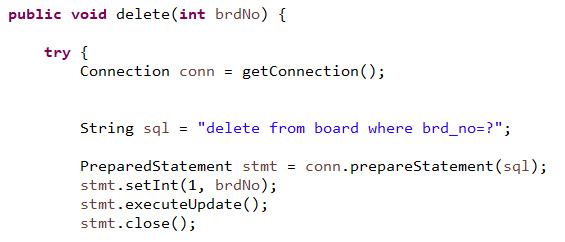 public void delete(int brdNo) {
try {
Connection conn = getConnection();
String sql = "delete from board where brd_no=?";
PreparedStatement stmt = conn.prepareStatement(sql);
stmt.setInt(1, brdNo);
stmt.executeUpdate();
stmt.close();